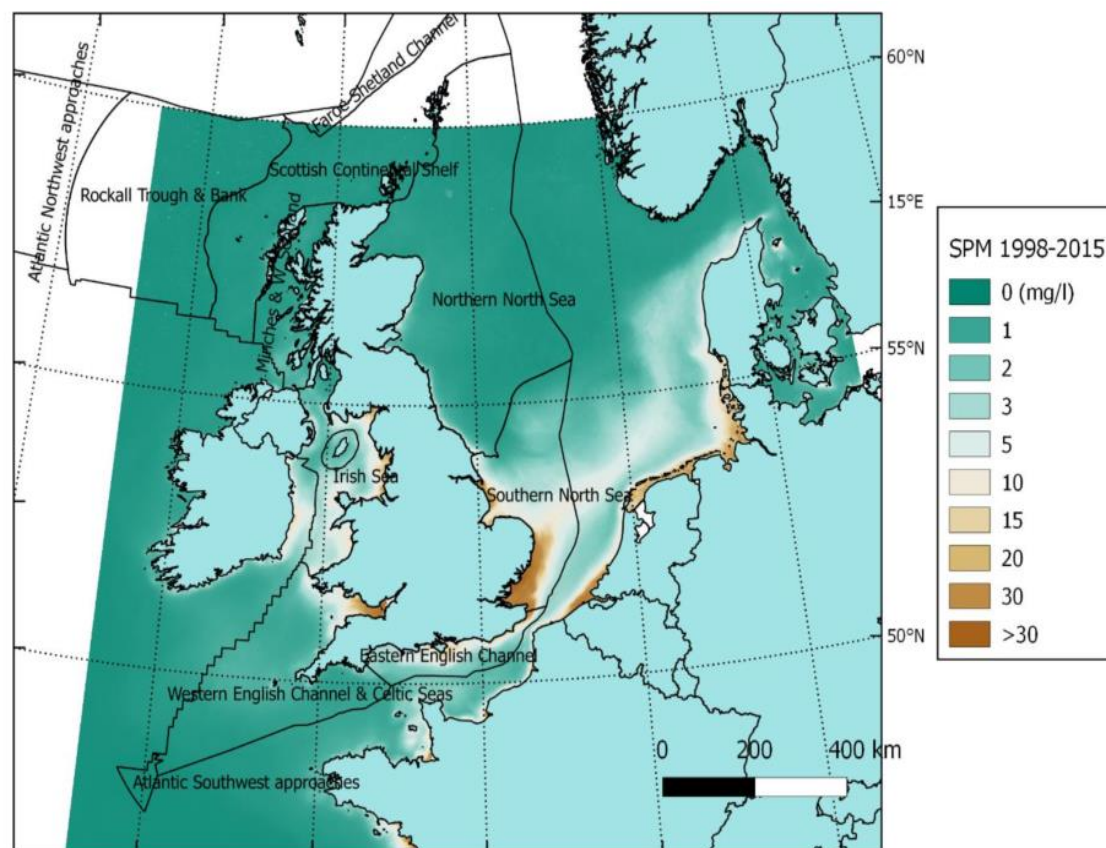 Faroe Shetland Channel
60°N
Atlantic Northwest approaches
Scottish Continental Shelf
Rockall Trough & Bank
15°E
SPM 1998-2015
0 (mg/l)
1
2
3
5
10
15
20
30
>30
Northern North Sea
Minches &
55°N
Irish Sea
Southern North Sea
50°N
Eastern English Channel
Western English Channel & Celtic Seas
0 200 400 km
Atlantic Southwest approaches